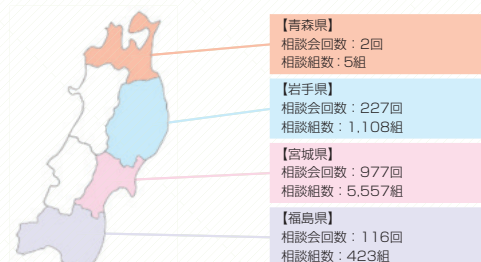 【青森県】
相談会回数：2回
相談組数：5組
【岩手県】
相談会回数：227回
相談組数：1,108組
【宮城県】
相談会回数：977回
相談組数：5,557組
【福島県】
相談会回数：116回
相談組数：423組